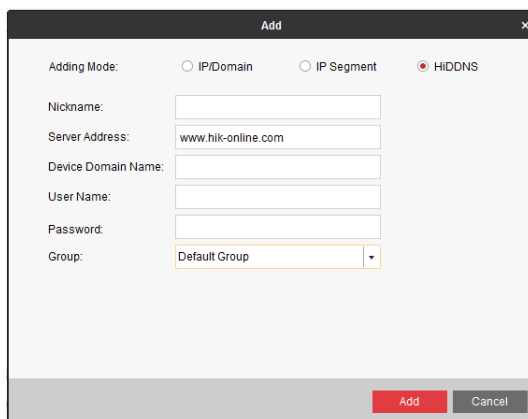 Add ×
Adding Mode: IP/Domain IP Segment HiDDNS
Nickname:
Server Address: www.hik-online.com
Device Domain Name:
User Name:
Password:
Group: Default Group
Add Cancel